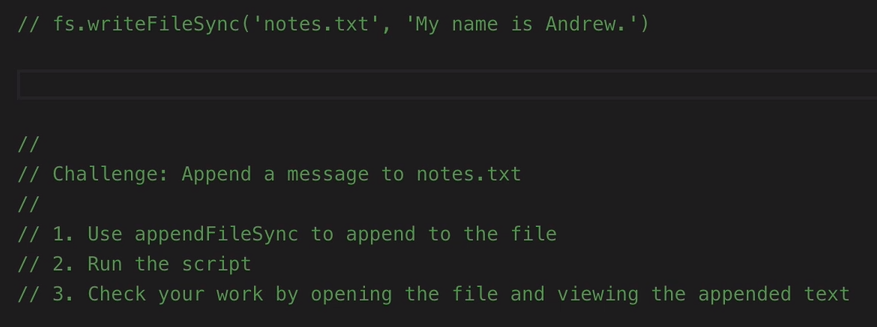 // fs.writeFileSync('notes.txt', 'My name is Andrew.')
//
// Challenge: Append a message to notes.txt
//
// 1. Use appendFileSync to append to the file
// 2. Run the script
// 3. Check your work by opening the file and viewing the appended text